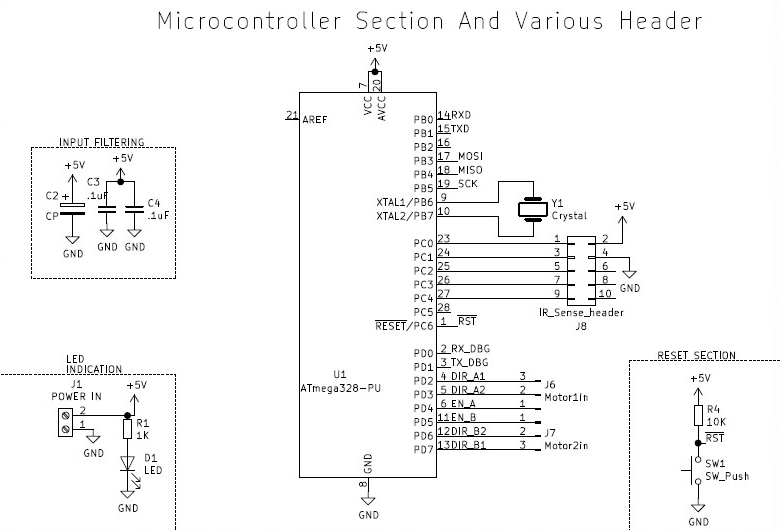 Microcontroller Section And Various Header
+5V
7 20
VCC AVCC
21 AREF
PB0 14 RXD
PB1 15 TXD
PB2 16
PB3 17 MOSI
PB4 18 MISO
PB5 19 SCK
XTAL1/PB6 9
XTAL2/PB7 10
Y1
Crystal
PC0 23 1 2 +5V
PC1 24 3 4
PC2 25 5 6
PC3 26 7 8 GND
PC4 27 9 10
PC5 28
IR_Sense_header
J8
RESET/PC6 1 RST
PD0 2 RX_DBG
PD1 3 TX_DBG
PD2 4 DIR_A1 3
PD3 5 DIR_A2 2
PD4 6 EN_A 1
J6
Motor1in
PD5 11 EN_B 1
PD6 12 DIR_B2 2
PD7 13 DIR_B1 3
J7
Motor2in
U1
ATmega328-PU
GND
8
GND
INPUT FILTERING
+5V +5V
C2 + CP
C3 .1uF
C4 .1uF
GND GND GND
LED
INDICATION
J1
POWER IN
2
1
+5V
GND
R1
1K
D1
LED
GND
RESET SECTION
+5V
R4
10K
RST
SW1
SW_Push
GND